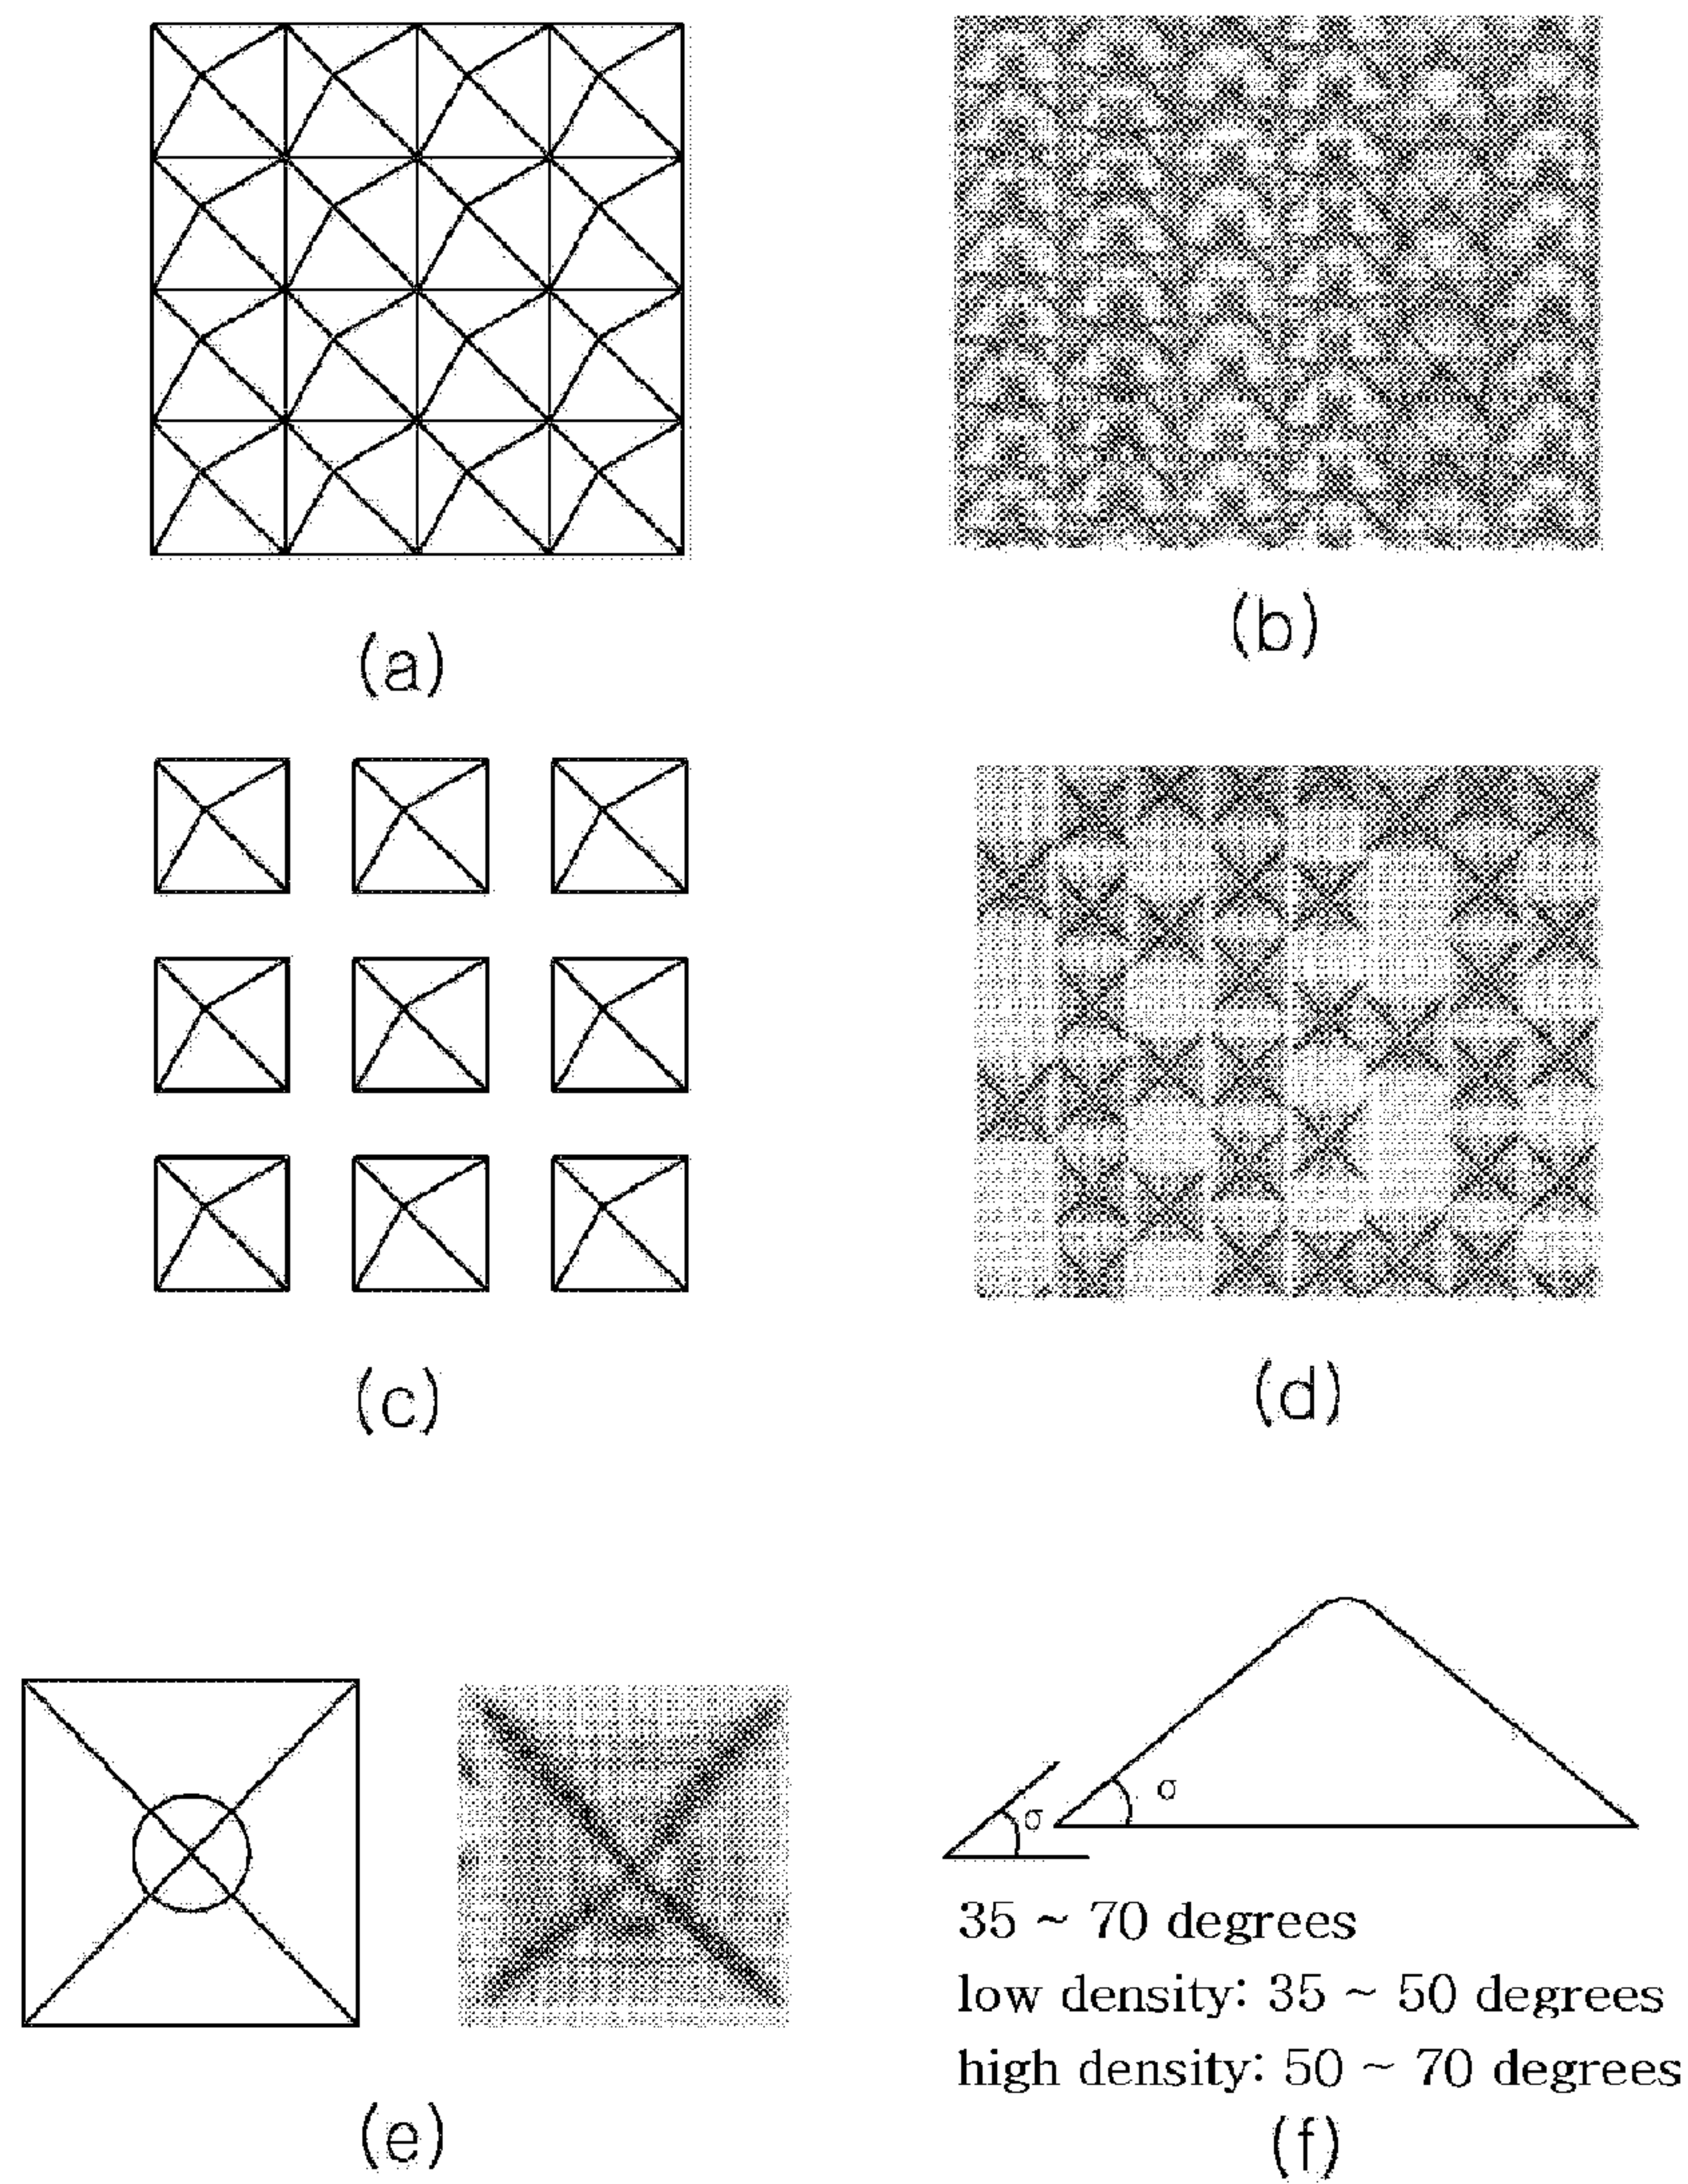 (a)
(b)
(c)
(d)
σ
σ
35 ~ 70 degrees
low density: 35 ~ 50 degrees
high density: 50 ~ 70 degrees
(e)
(f)